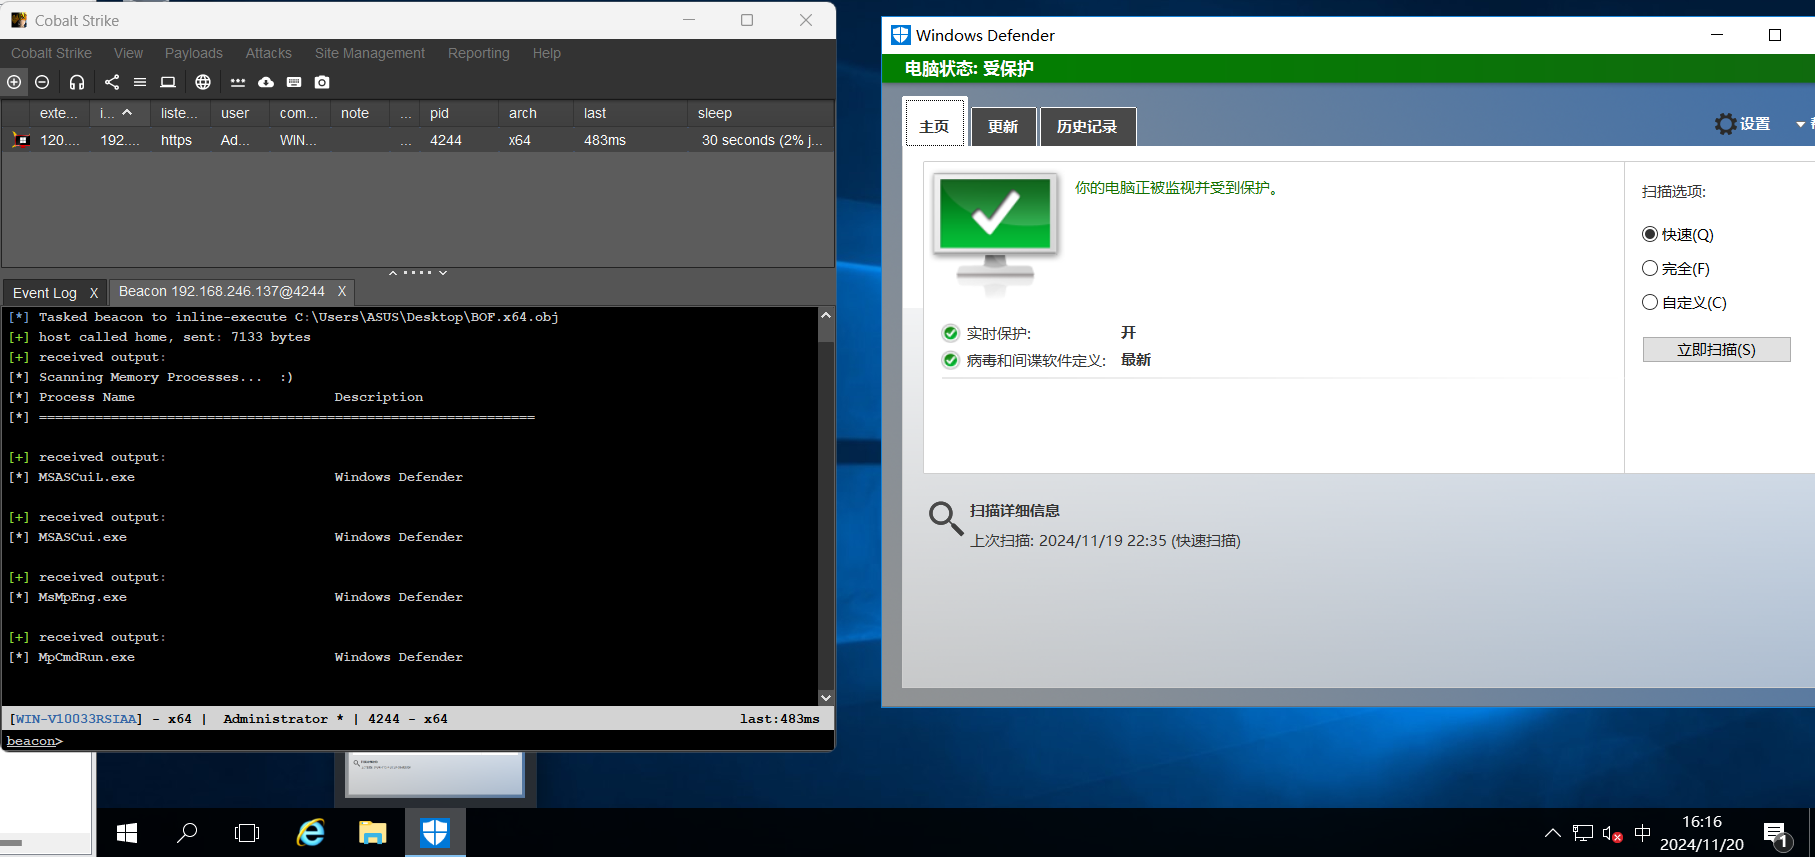 Cobalt Strike
Cobalt Strike View Payloads Attacks Site Management Reporting Help
exte... i... liste... user com... note ... pid arch last sleep
120.... 192.... https Ad... WIN... ... 4244 x64 483ms 30 seconds (2% j...
Event Log X Beacon 192.168.246.137@4244 X
[*] Tasked beacon to inline-execute C:\Users\ASUS\Desktop\BOF.x64.obj
[+] host called home, sent: 7133 bytes
[+] received output:
[*] Scanning Memory Processes... :)
[*] Process Name Description
[*] ==============================================================
[+] received output:
[*] MSASCuiL.exe Windows Defender
[+] received output:
[*] MSASCui.exe Windows Defender
[+] received output:
[*] MsMpEng.exe Windows Defender
[+] received output:
[*] MpCmdRun.exe Windows Defender
[WIN-V10033RSIAA] - x64 | Administrator * | 4244 - x64 last:483ms
beacon>
Windows Defender
电脑状态: 受保护
主页 更新 历史记录 设置
你的电脑正被监视并受到保护。
实时保护: 开
病毒和间谍软件定义: 最新
扫描选项:
快速(Q)
完全(F)
自定义(C)
立即扫描(S)
扫描详细信息
上次扫描: 2024/11/19 22:35 (快速扫描)
中
16:16
2024/11/20
1